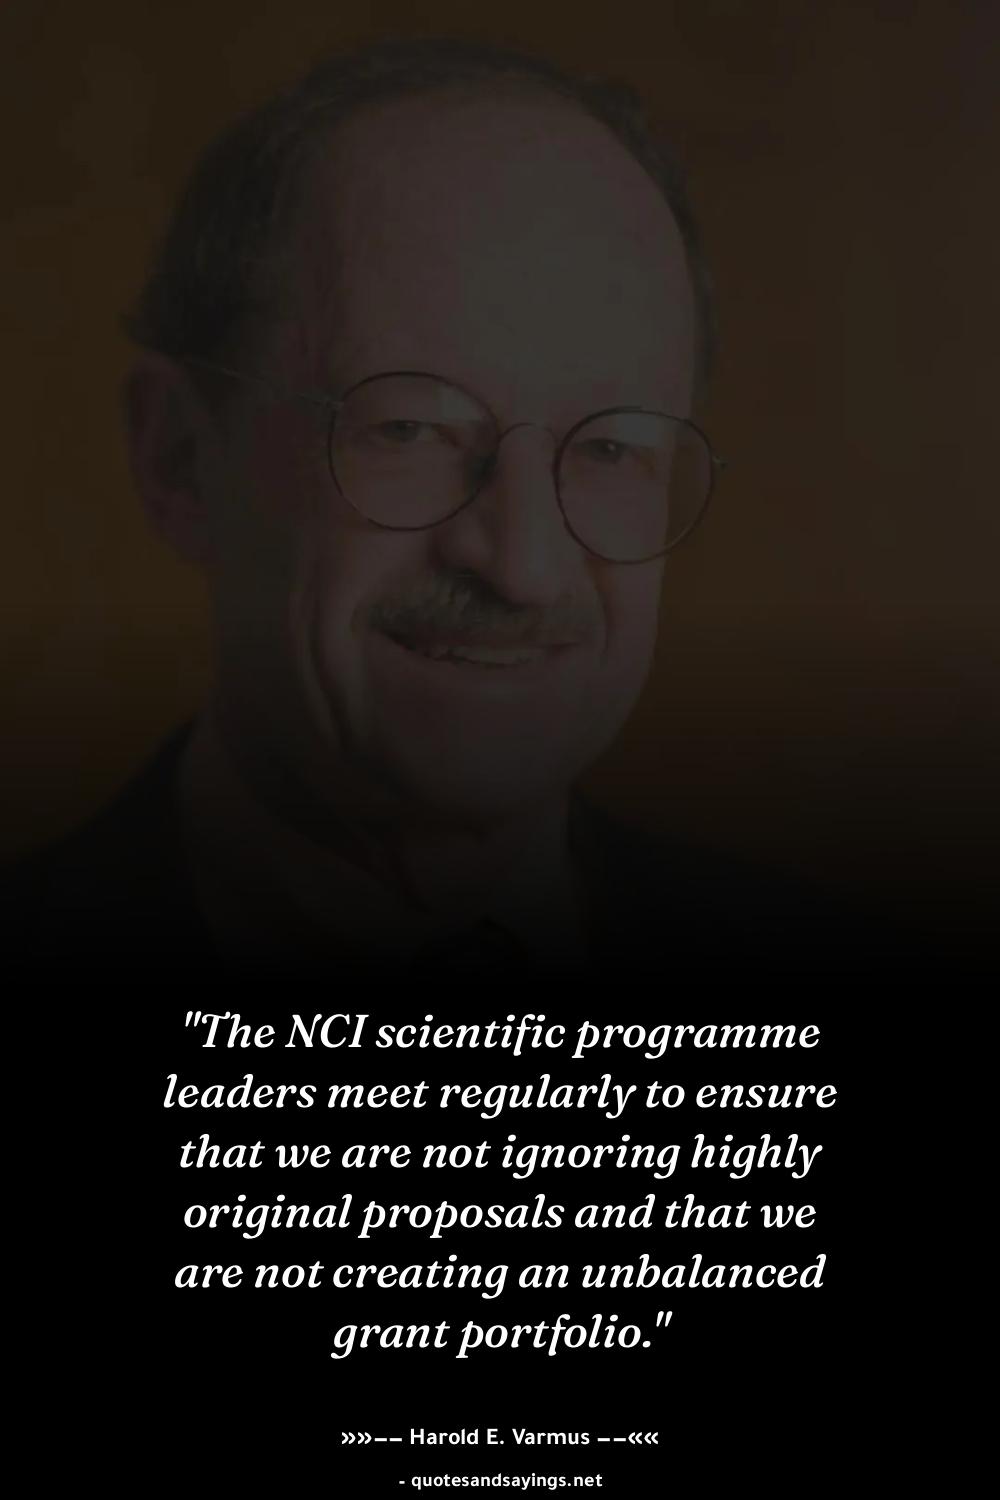 "The NCI scientific programme
leaders meet regularly to ensure
that we are not ignoring highly
original proposals and that we
are not creating an unbalanced
grant portfolio."
»»−− Harold E. Varmus −−««
- quotesandsayings.net